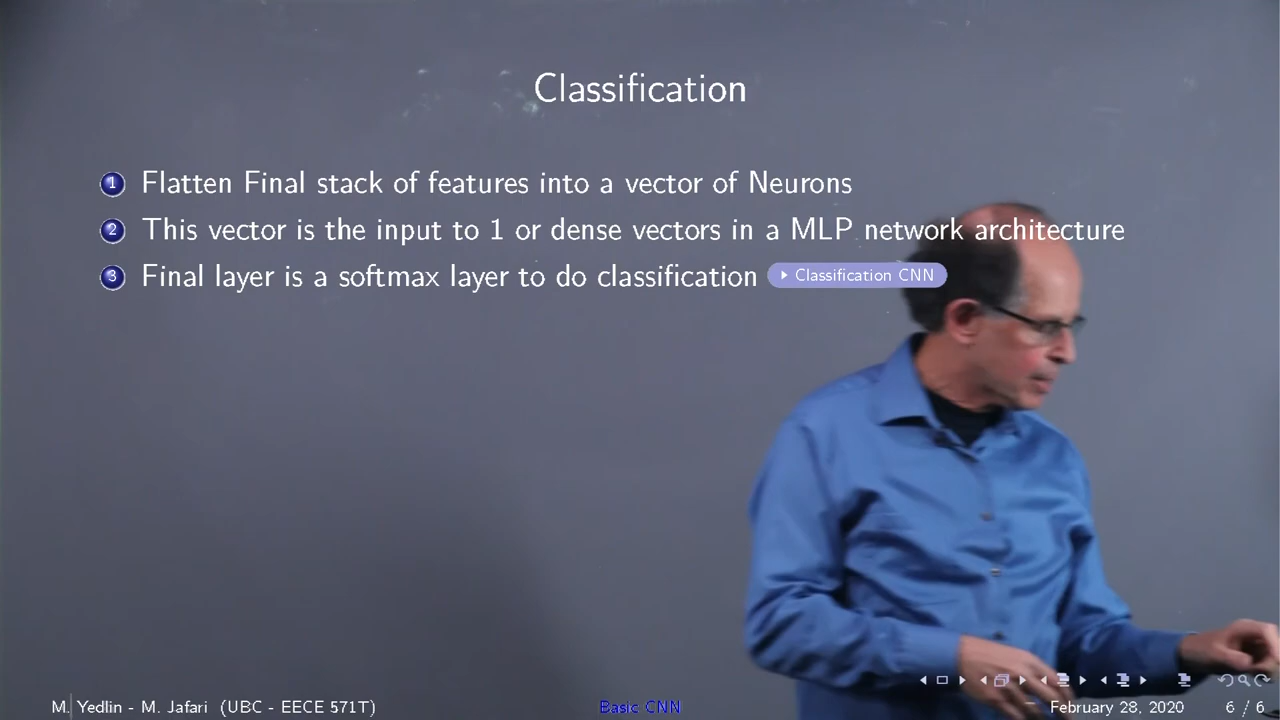 Classification
1 Flatten Final stack of features into a vector of Neurons
2 This vector is the input to 1 or dense vectors in a MLP network architecture
3 Final layer is a softmax layer to do classification Classification CNN
M. Yedlin - M. Jafari (UBC - EECE 571T) Basic CNN February 28, 2020 6 / 6